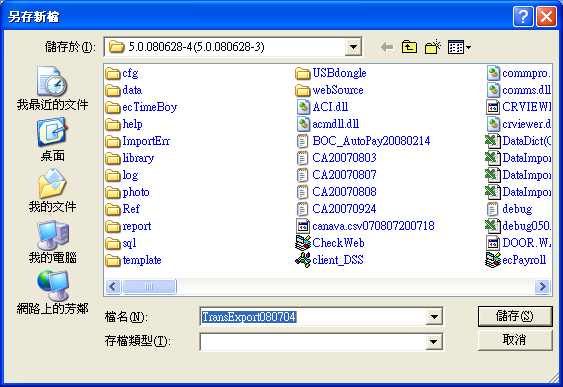 另存新檔
儲存於(I):
5.0.080628-4(5.0.080628-3)
我最近的文件
桌面
我的文件
我的電腦
網路上的芳鄰
cfg
data
ecTimeBoy
help
ImportErr
library
log
photo
Ref
report
sql
template
USBdongle
webSource
ACI.dll
acmdll.dll
BOC_AutoPay20080214
CA20070803
CA20070807
CA20070808
CA20070924
canava.csv070807200718
CheckWeb
client_DSS
commpro.
comms.dll
CRVIEWE
crviewer.d
DataDict(C
DataImpor
DataImpor
DataImpor
debug
debug050.
DOOR.WA
ecPayroll
檔名(N):
TransExport080704
儲存(S)
存檔類型(T):
取消